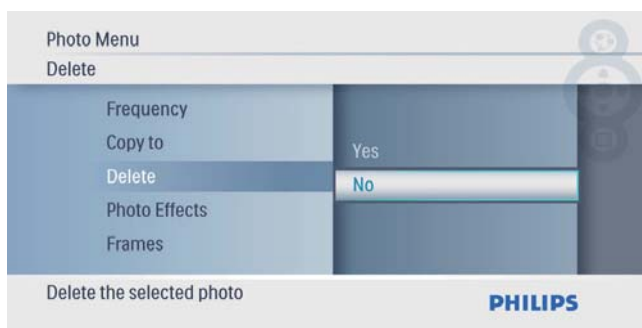 Photo Menu
Delete
Frequency
Copy to
Delete
Photo Effects
Frames
Yes
No
Delete the selected photo
PHILIPS